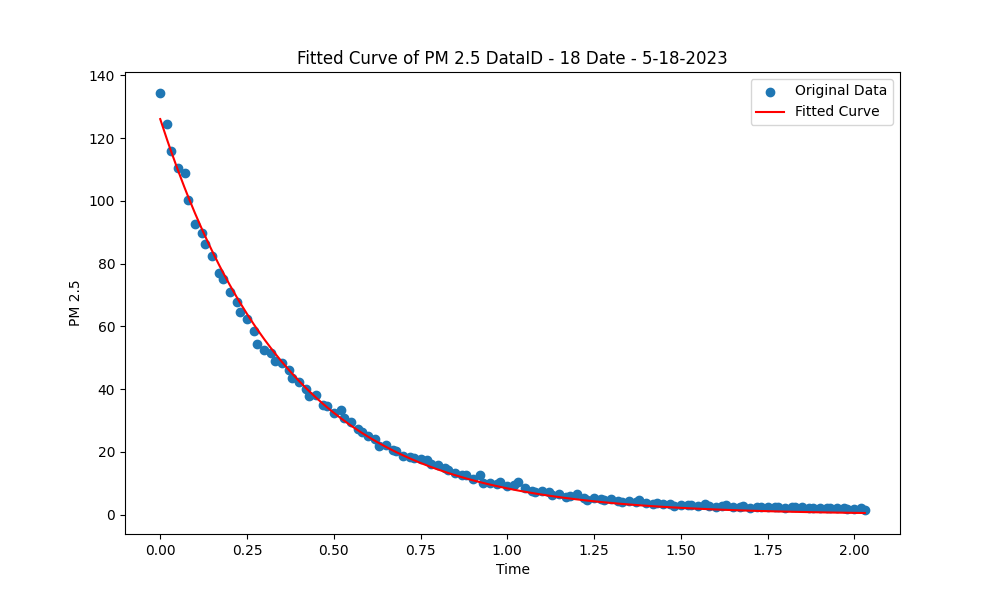 Fitted Curve of PM 2.5 DataID - 18 Date - 5-18-2023
Original Data
Fitted Curve
140
120
100
80
60
40
20
0
PM 2.5
0.00 0.25 0.50 0.75 1.00 1.25 1.50 1.75 2.00
Time